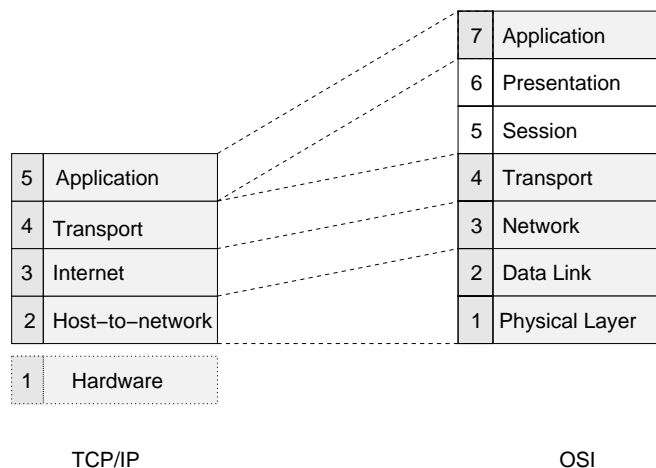 7 Application
6 Presentation
5 Session
5 Application
4 Transport
4 Transport
3 Network
3 Internet
2 Data Link
2 Host−to−network
1 Physical Layer
1 Hardware
TCP/IP
OSI